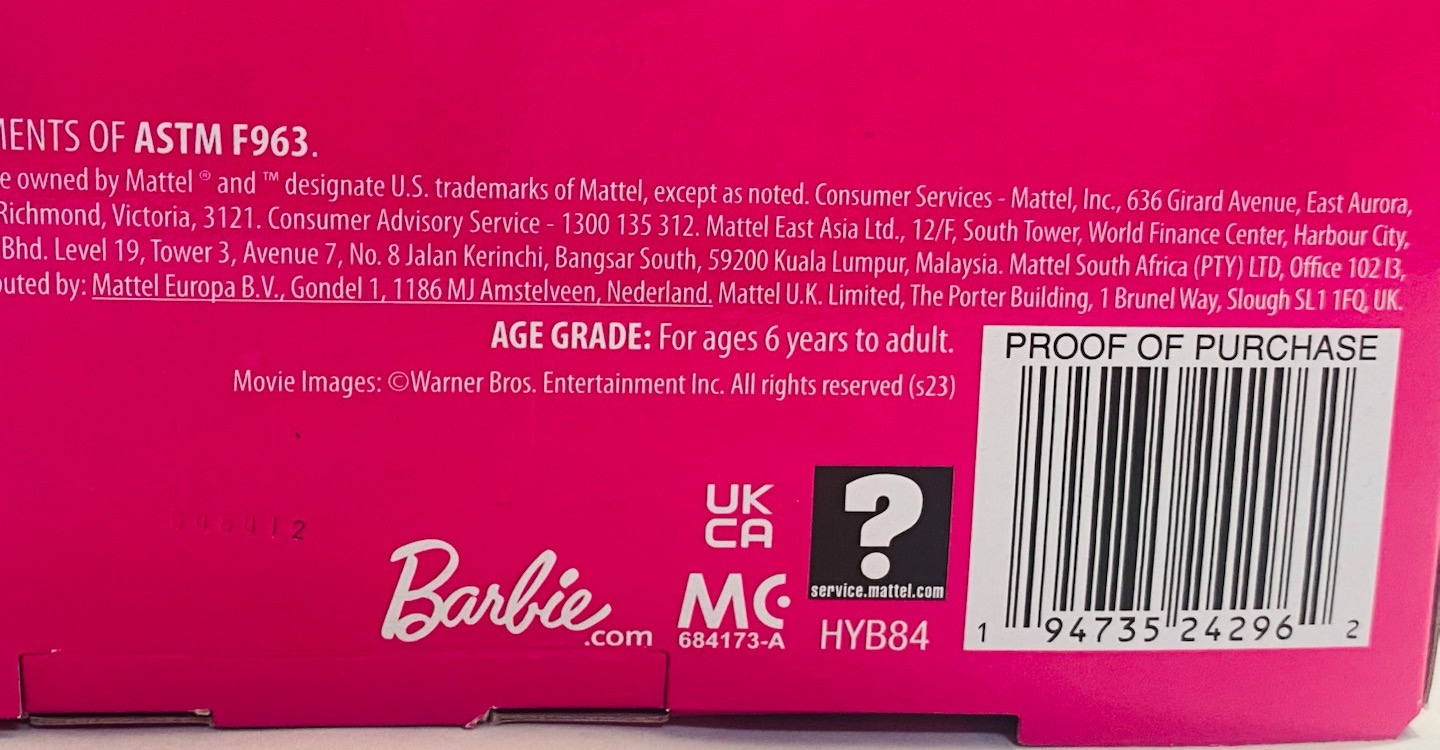 MENTS OF ASTM F963.
e owned by Mattel ® and ™ designate U.S. trademarks of Mattel, except as noted. Consumer Services - Mattel, Inc., 636 Girard Avenue, East Aurora,
Richmond, Victoria, 3121. Consumer Advisory Service - 1300 135 312. Mattel East Asia Ltd., 12/F, South Tower, World Finance Center, Harbour City,
Bhd. Level 19, Tower 3, Avenue 7, No. 8 Jalan Kerinchi, Bangsar South, 59200 Kuala Lumpur, Malaysia. Mattel South Africa (PTY) LTD, Office 102 I3,
buted by: Mattel Europa B.V., Gondel 1, 1186 MJ Amstelveen, Nederland. Mattel U.K. Limited, The Porter Building, 1 Brunel Way, Slough SL1 1FQ, UK.
AGE GRADE: For ages 6 years to adult.
Movie Images: ©Warner Bros. Entertainment Inc. All rights reserved (s23)
PROOF OF PURCHASE
1 94735 24296 2
UK
CA
service.mattel.com
Barbie
.com
MC
684173-A
HYB84